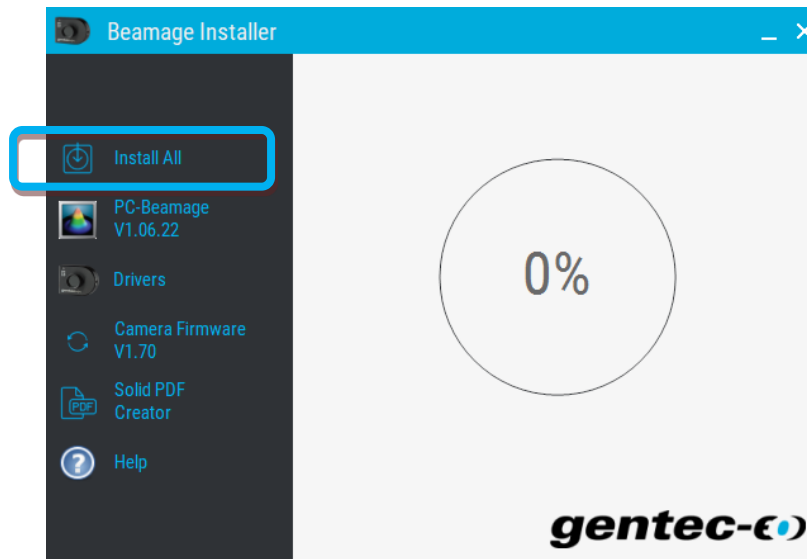 Beamage Installer
Install All
PC-Beamage
V1.06.22
Drivers
Camera Firmware
V1.70
Solid PDF
Creator
PDF
Help
0%
gentec-eo